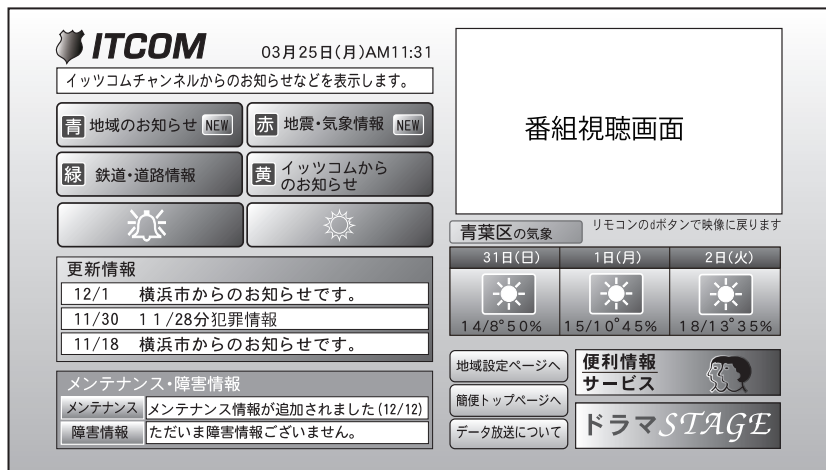 ITCOM
03月25日(月)AM11:31
イッツコムチャンネルからのお知らせなどを表示します。
青 地域のお知らせ NEW
赤 地震・気象情報 NEW
緑 鉄道・道路情報
黄 イッツコムから
のお知らせ
更新情報
12/1 横浜市からのお知らせです。
11/30 11/28分犯罪情報
11/18 横浜市からのお知らせです。
メンテナンス・障害情報
メンテナンス メンテナンス情報が追加されました(12/12)
障害情報 ただいま障害情報ございません。
番組視聴画面
リモコンのdボタンで映像に戻ります
青葉区の気象
31日(日) 1日(月) 2日(火)
14/8°50% 15/10°45% 18/13°35%
地域設定ページへ
簡便トップページへ
データ放送について
便利情報
サービス
ドラマSTAGE